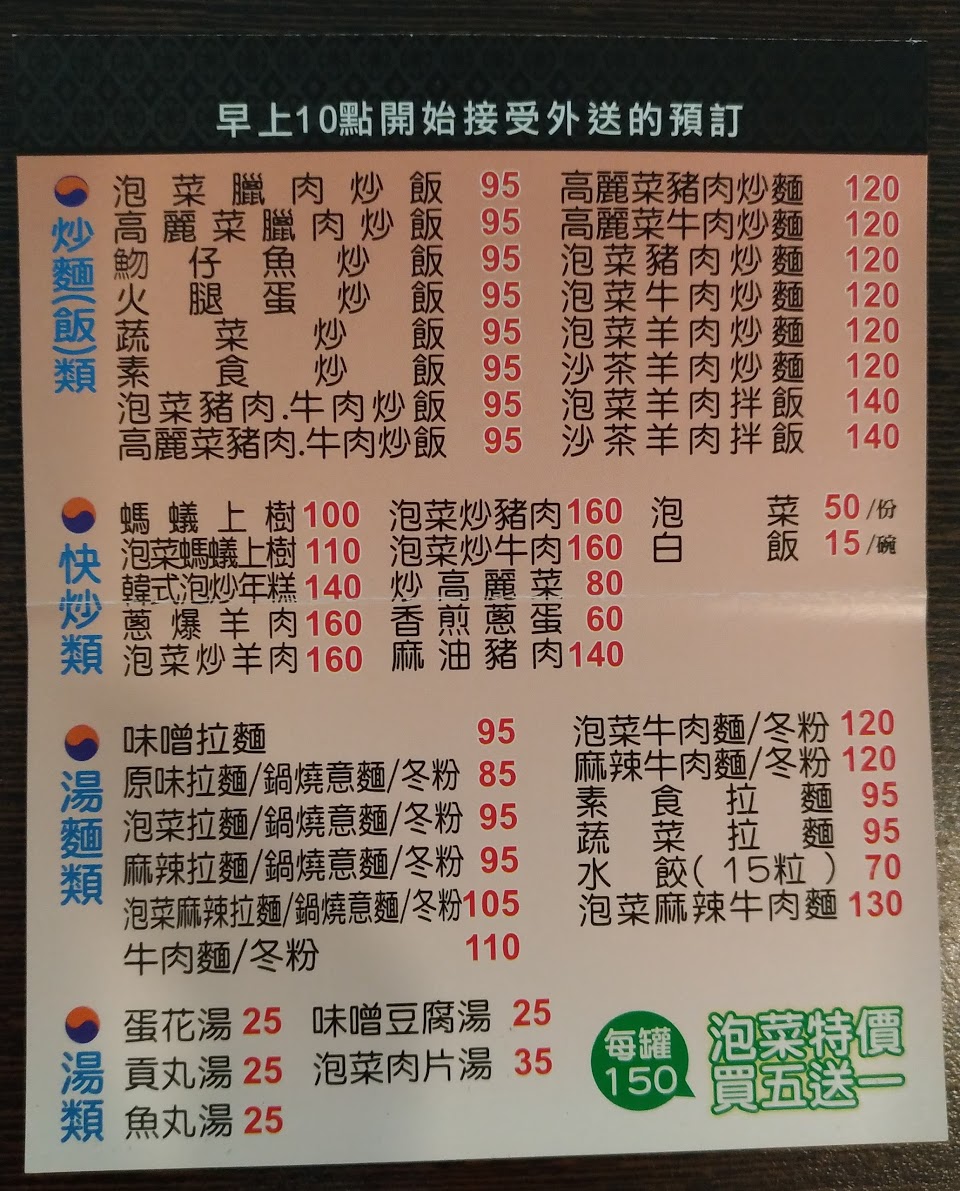 早上10點開始接受外送的預訂
炒麵(飯)類
泡菜臘肉炒飯 95
高麗菜臘肉炒飯 95
魩仔魚炒飯 95
火腿蛋炒飯 95
蔬菜炒飯 95
素食炒飯 95
泡菜豬肉.牛肉炒飯 95
高麗菜豬肉.牛肉炒飯 95
高麗菜豬肉炒麵 120
高麗菜牛肉炒麵 120
泡菜豬肉炒麵 120
泡菜牛肉炒麵 120
泡菜羊肉炒麵 120
沙茶羊肉炒麵 120
泡菜羊肉拌飯 140
沙茶羊肉拌飯 140
快炒類
螞蟻上樹 100
泡菜螞蟻上樹 110
韓式泡炒年糕 140
蔥爆羊肉 160
泡菜炒羊肉 160
泡菜炒豬肉 160
泡菜炒牛肉 160
炒高麗菜 80
香煎蔥蛋 60
麻油豬肉 140
泡菜 50/份
白飯 15/碗
湯麵類
味噌拉麵 95
原味拉麵/鍋燒意麵/冬粉 85
泡菜拉麵/鍋燒意麵/冬粉 95
麻辣拉麵/鍋燒意麵/冬粉 95
泡菜麻辣拉麵/鍋燒意麵/冬粉 105
牛肉麵/冬粉 110
泡菜牛肉麵/冬粉 120
麻辣牛肉麵/冬粉 120
素食拉麵 95
蔬菜拉麵 95
水餃(15粒) 70
泡菜麻辣牛肉麵 130
湯類
蛋花湯 25
貢丸湯 25
魚丸湯 25
味噌豆腐湯 25
泡菜肉片湯 35
每罐
150
泡菜特價
買五送一